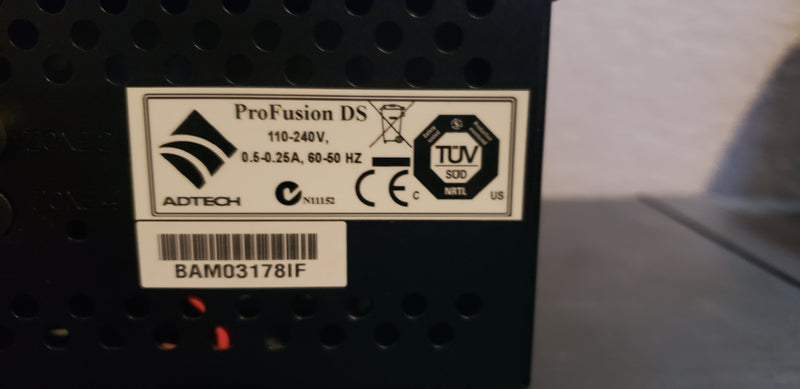 ProFusion DS
110-240V,
0.5-0.25A, 60-50 HZ
ADTECH
N11152
CE
C
TÜV
SÜD
NRTL
US
BAM03178IF